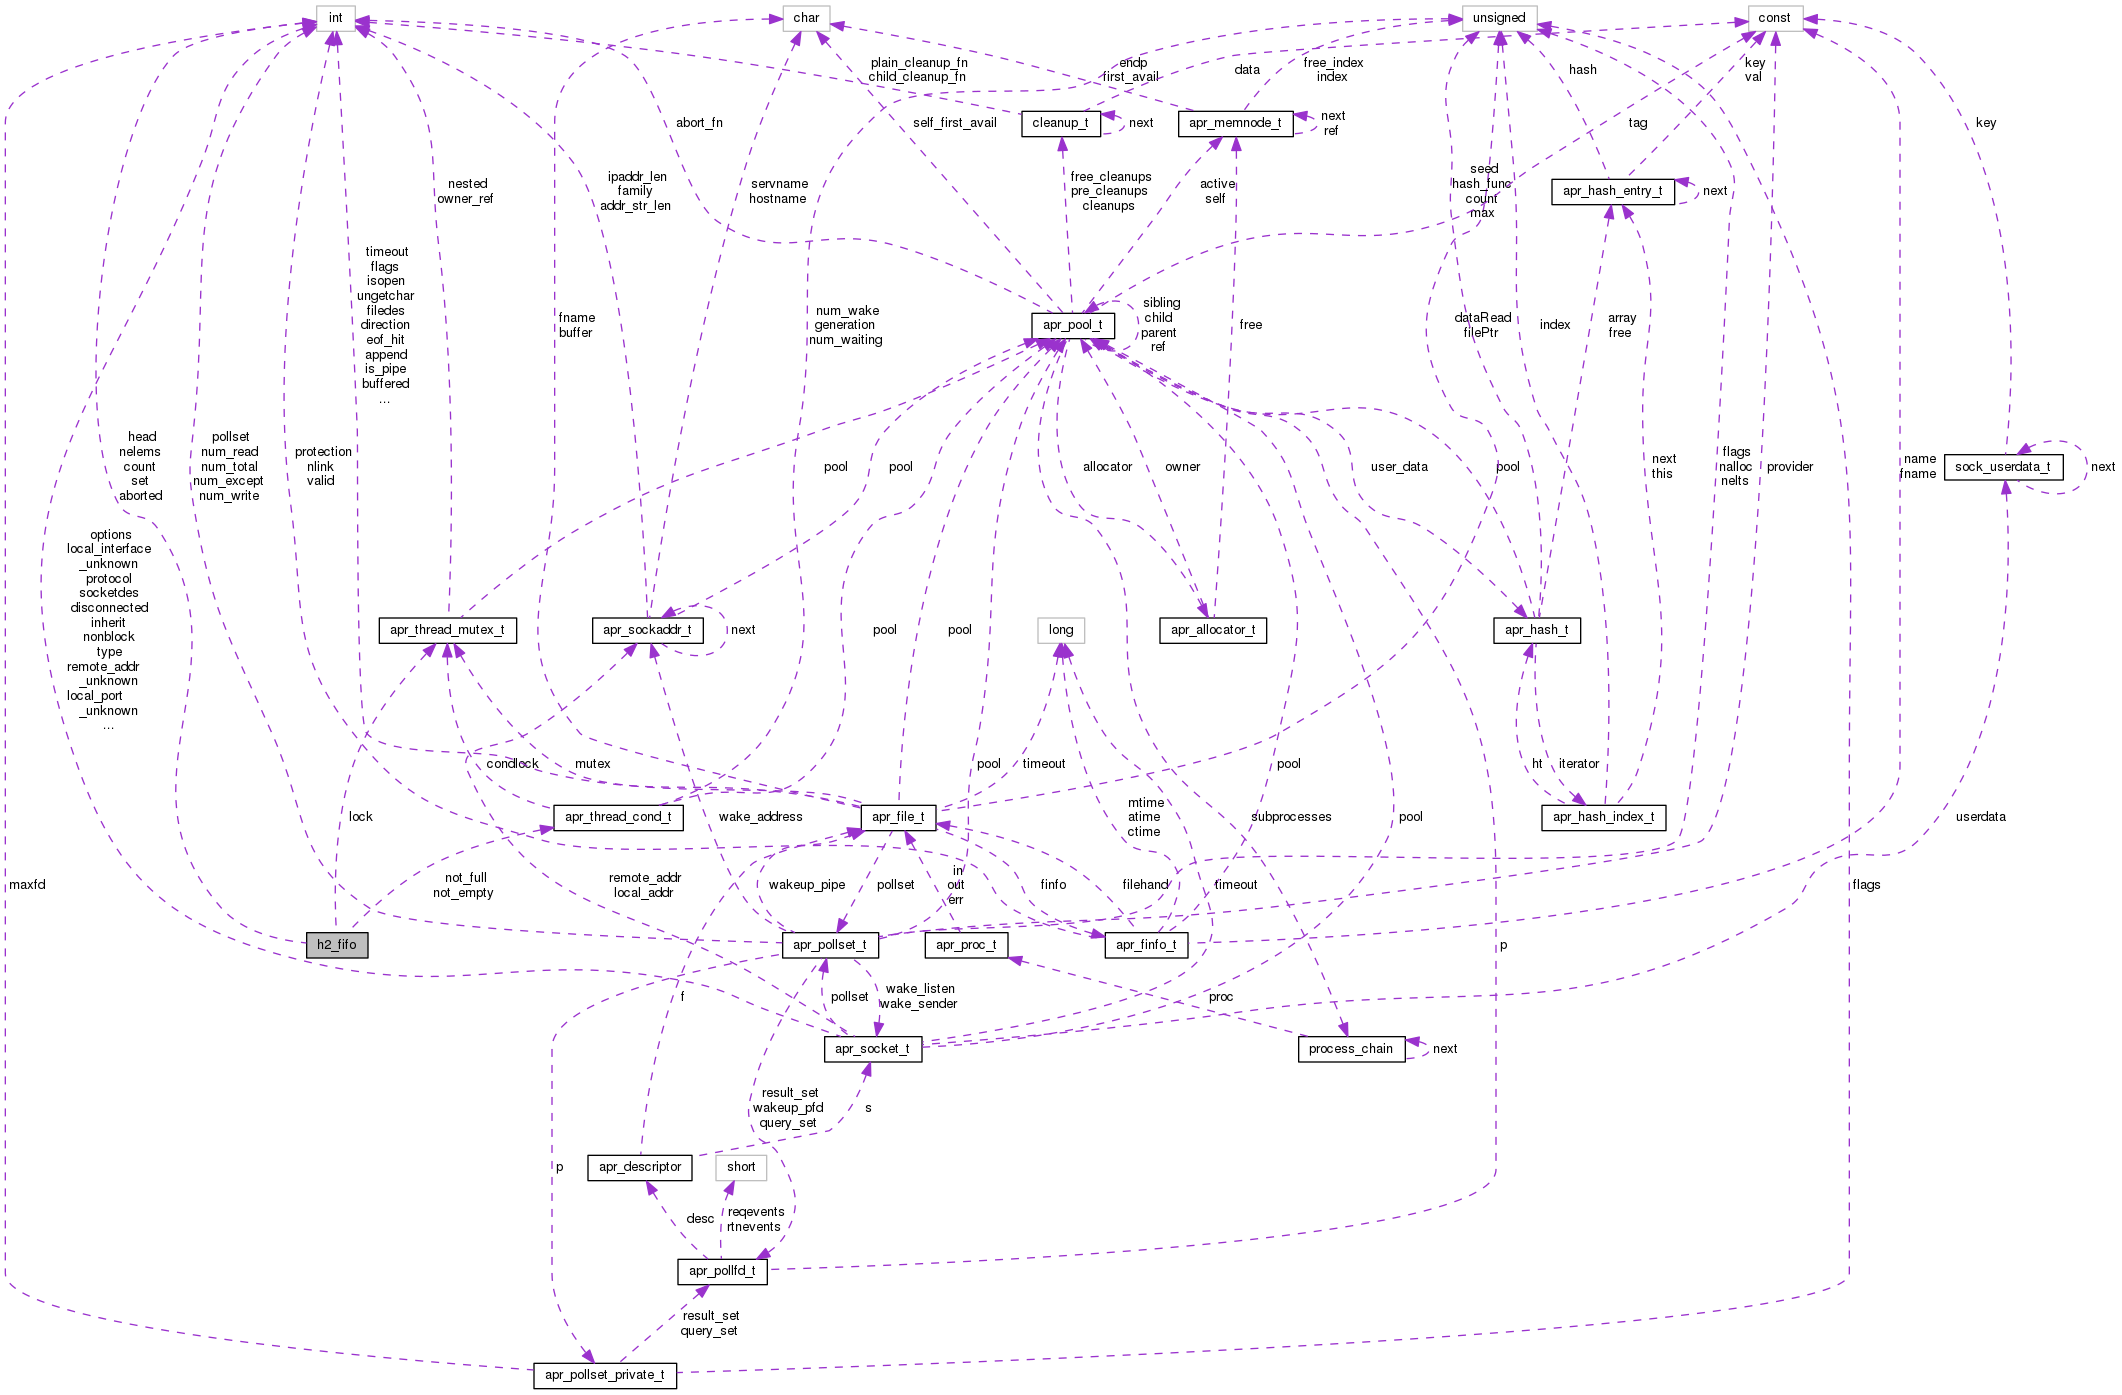 int
char
unsigned
const
plain_cleanup_fn
child_cleanup_fn
endp
first_avail
data
free_index
index
hash
key
val
abort_fn
self_first_avail
cleanup_t
next
apr_memnode_t
next
ref
tag
key
nested
owner_ref
ipaddr_len
family
addr_str_len
servname
hostname
free_cleanups
pre_cleanups
cleanups
active
self
seed
hash_func
count
max
apr_hash_entry_t
next
timeout
flags
isopen
ungetchar
filedes
direction
eof_hit
append
is_pipe
buffered
...
fname
buffer
num_wake
generation
num_waiting
apr_pool_t
sibling
child
parent
ref
free
dataRead
filePtr
index
array
free
head
nelems
count
set
aborted
pollset
num_read
num_total
num_except
num_write
protection
nlink
valid
pool
pool
allocator
owner
user_data
pool
next
this
flags
nalloc
nelts
provider
name
fname
sock_userdata_t
next
options
local_interface
_unknown
protocol
socketdes
disconnected
inherit
nonblock
type
remote_addr
_unknown
local_port
_unknown
...
apr_thread_mutex_t
apr_sockaddr_t
next
pool
pool
long
apr_allocator_t
apr_hash_t
condlock
mutex
pool
timeout
pool
ht
iterator
lock
apr_thread_cond_t
wake_address
apr_file_t
mtime
atime
ctime
subprocesses
pool
apr_hash_index_t
userdata
maxfd
not_full
not_empty
remote_addr
local_addr
wakeup_pipe
pollset
in
out
err
finfo
filehand
timeout
flags
h2_fifo
apr_pollset_t
apr_proc_t
apr_finfo_t
p
f
pollset
wake_listen
wake_sender
proc
apr_socket_t
process_chain
next
result_set
wakeup_pfd
query_set
s
p
apr_descriptor
short
desc
reqevents
rtnevents
apr_pollfd_t
result_set
query_set
apr_pollset_private_t